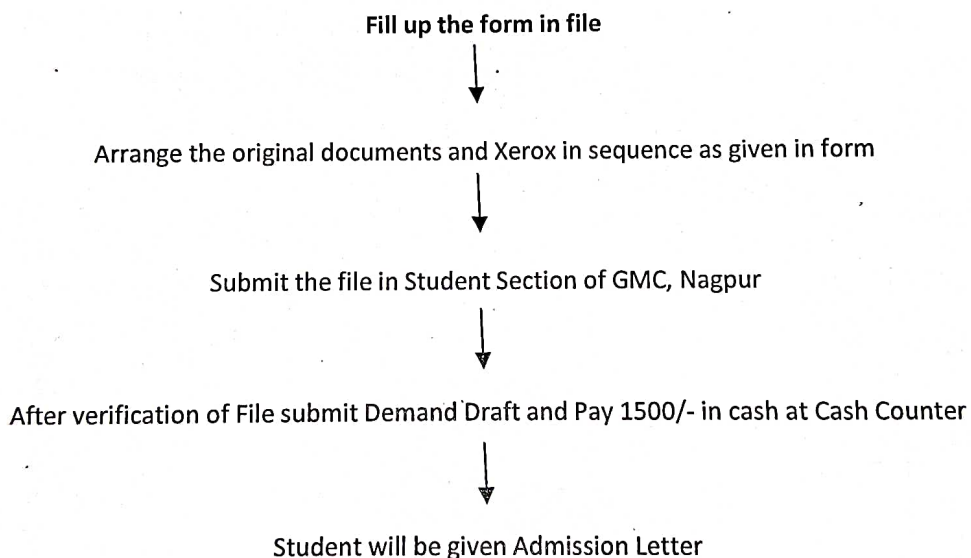 Fill up the form in file
Arrange the original documents and Xerox in sequence as given in form
Submit the file in Student Section of GMC, Nagpur
After verification of File submit Demand Draft and Pay 1500/- in cash at Cash Counter
Student will be given Admission Letter